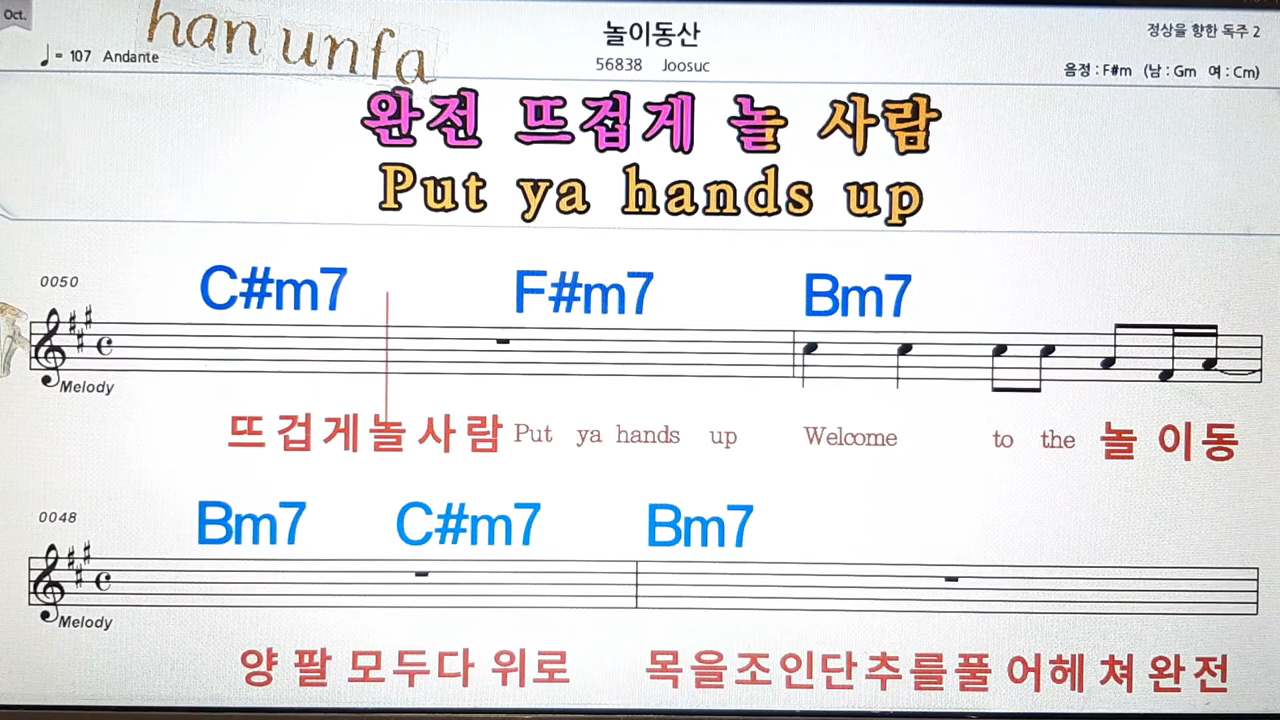 Oct.
han unfa
♩= 107 Andante
놀이동산
56838 Joosuc
정상을 향한 독주 2
음정 : F#m (남 : Gm 여 : Cm)
완전 뜨겁게 놀 사람
Put ya hands up
0050
C#m7 F#m7 Bm7
Melody
뜨겁게놀사람 Put ya hands up Welcome to the 놀이동
0048
Bm7 C#m7 Bm7
Melody
양팔모두다 위로 목을조인단추를풀어헤쳐완전